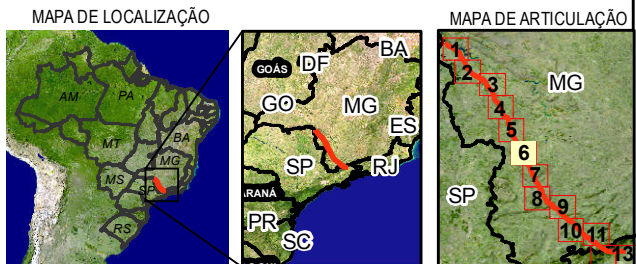 MAPA DE LOCALIZAÇÃO
AM
PA
MT
BA
MG
MS
SP
RS
GOÁS
DF
BA
GO
MG
ES
SP
RJ
ARANÁ
PR
SC
MAPA DE ARTICULAÇÃO
1
2
3
MG
4
5
6
7
SP
8
9
10
11
13